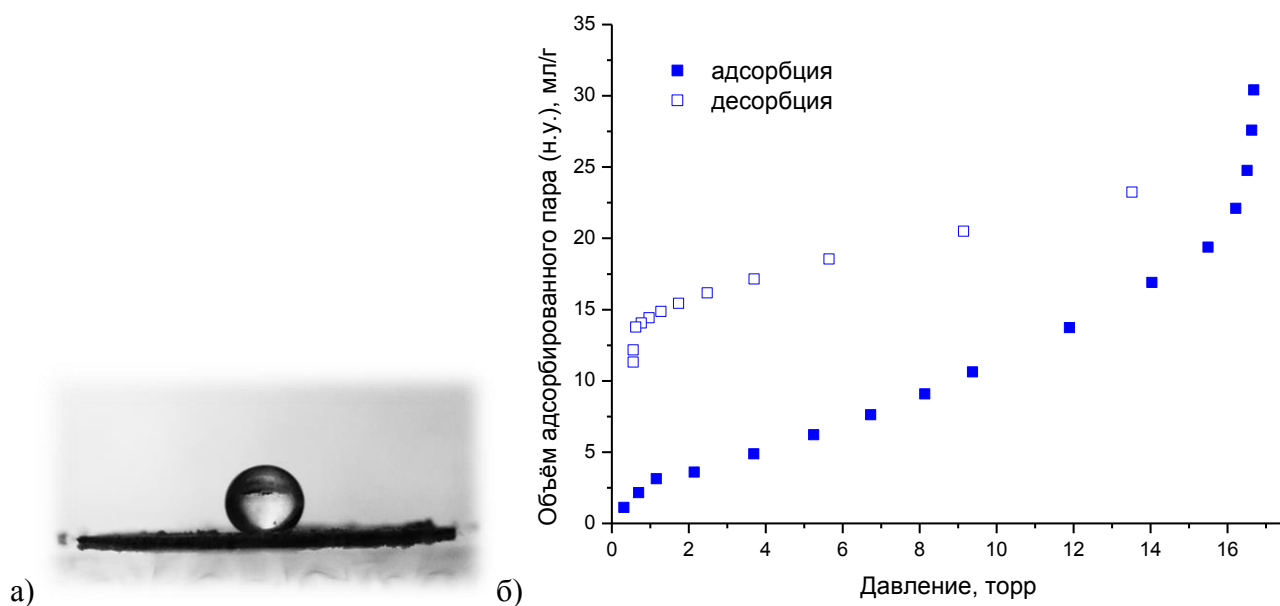 35
30
25
20
15
10
5
0
Объём адсорбированного пара (н.у.), мл/г
адсорбция
десорбция
0 2 4 6 8 10 12 14 16
Давление, торр
а)
б)